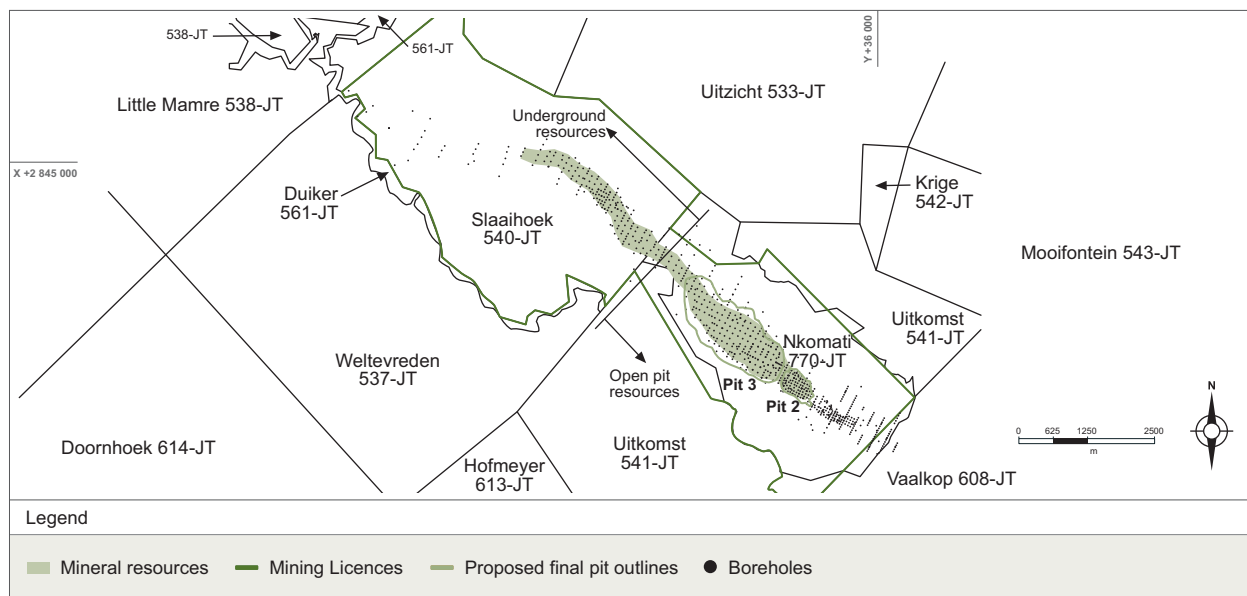 538-JT
561-JT
Y +36 000
Little Mamre 538-JT
Uitzicht 533-JT
Underground
resources
X +2 845 000
Duiker
561-JT
Slaaihoek
540-JT
Krige
542-JT
Mooifontein 543-JT
Uitkomst
541-JT
Weltevreden
537-JT
Nkomati
770-JT
Open pit
resources
Pit 3
Pit 2
Doornhoek 614-JT
Hofmeyer
613-JT
Uitkomst
541-JT
Vaalkop 608-JT
0 625 1250 2500
m
N
Legend
Mineral resources Mining Licences Proposed final pit outlines Boreholes